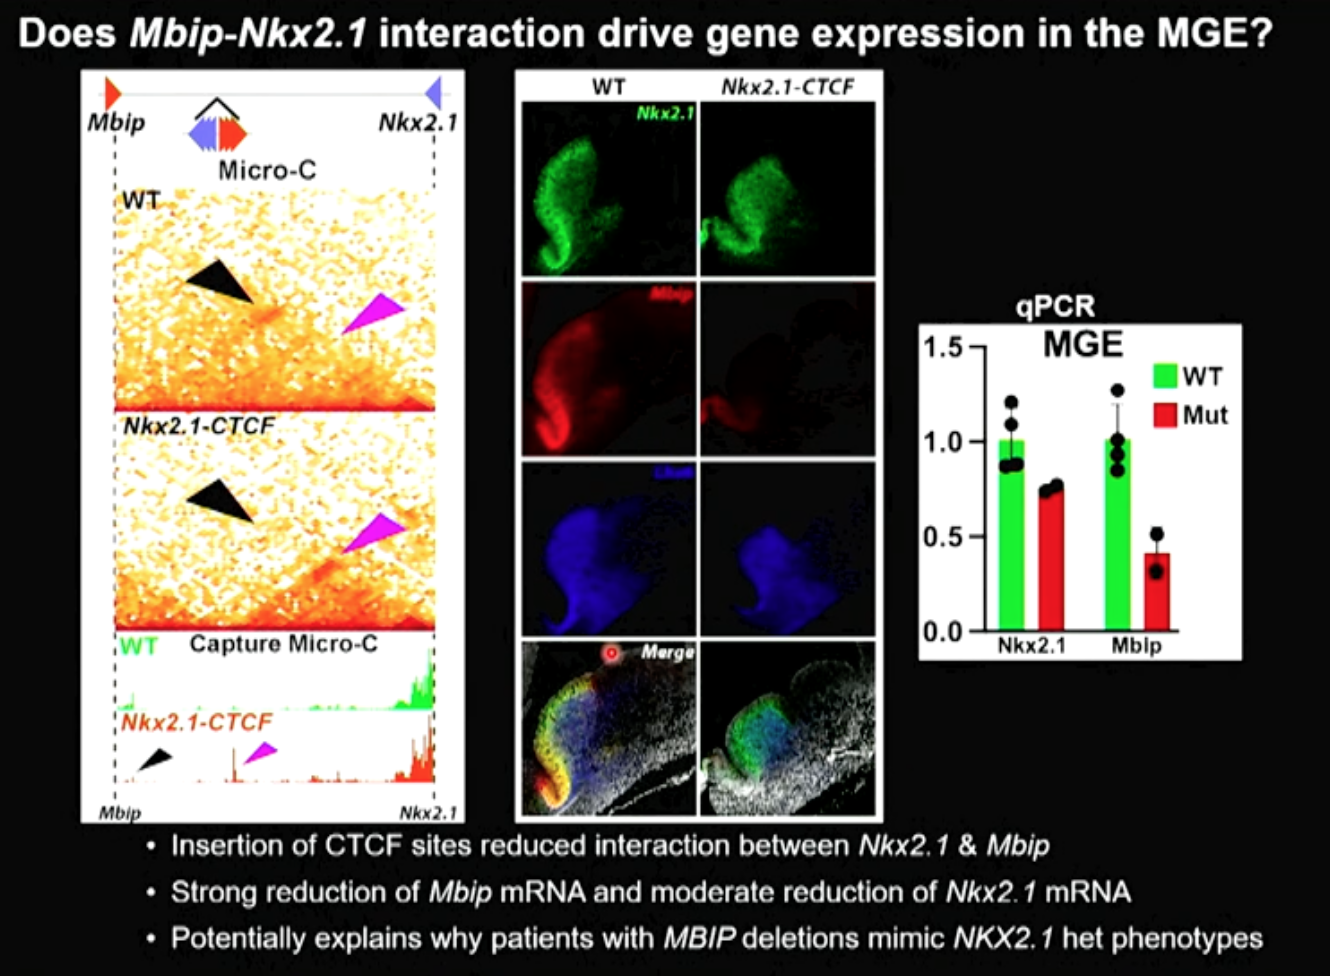 Does Mbip-Nkx2.1 interaction drive gene expression in the MGE?
Mbip
Nkx2.1
Micro-C
WT
Nkx2.1-CTCF
WT
Capture Micro-C
Nkx2.1-CTCF
Mbip
Nkx2.1
WT
Nkx2.1-CTCF
Nkx2.1
Mbip
Merge
qPCR
MGE
1.5
1.0
0.5
0.0
WT
Mut
Nkx2.1
Mbip
• Insertion of CTCF sites reduced interaction between Nkx2.1 & Mbip
• Strong reduction of Mbip mRNA and moderate reduction of Nkx2.1 mRNA
• Potentially explains why patients with MBIP deletions mimic NKX2.1 het phenotypes